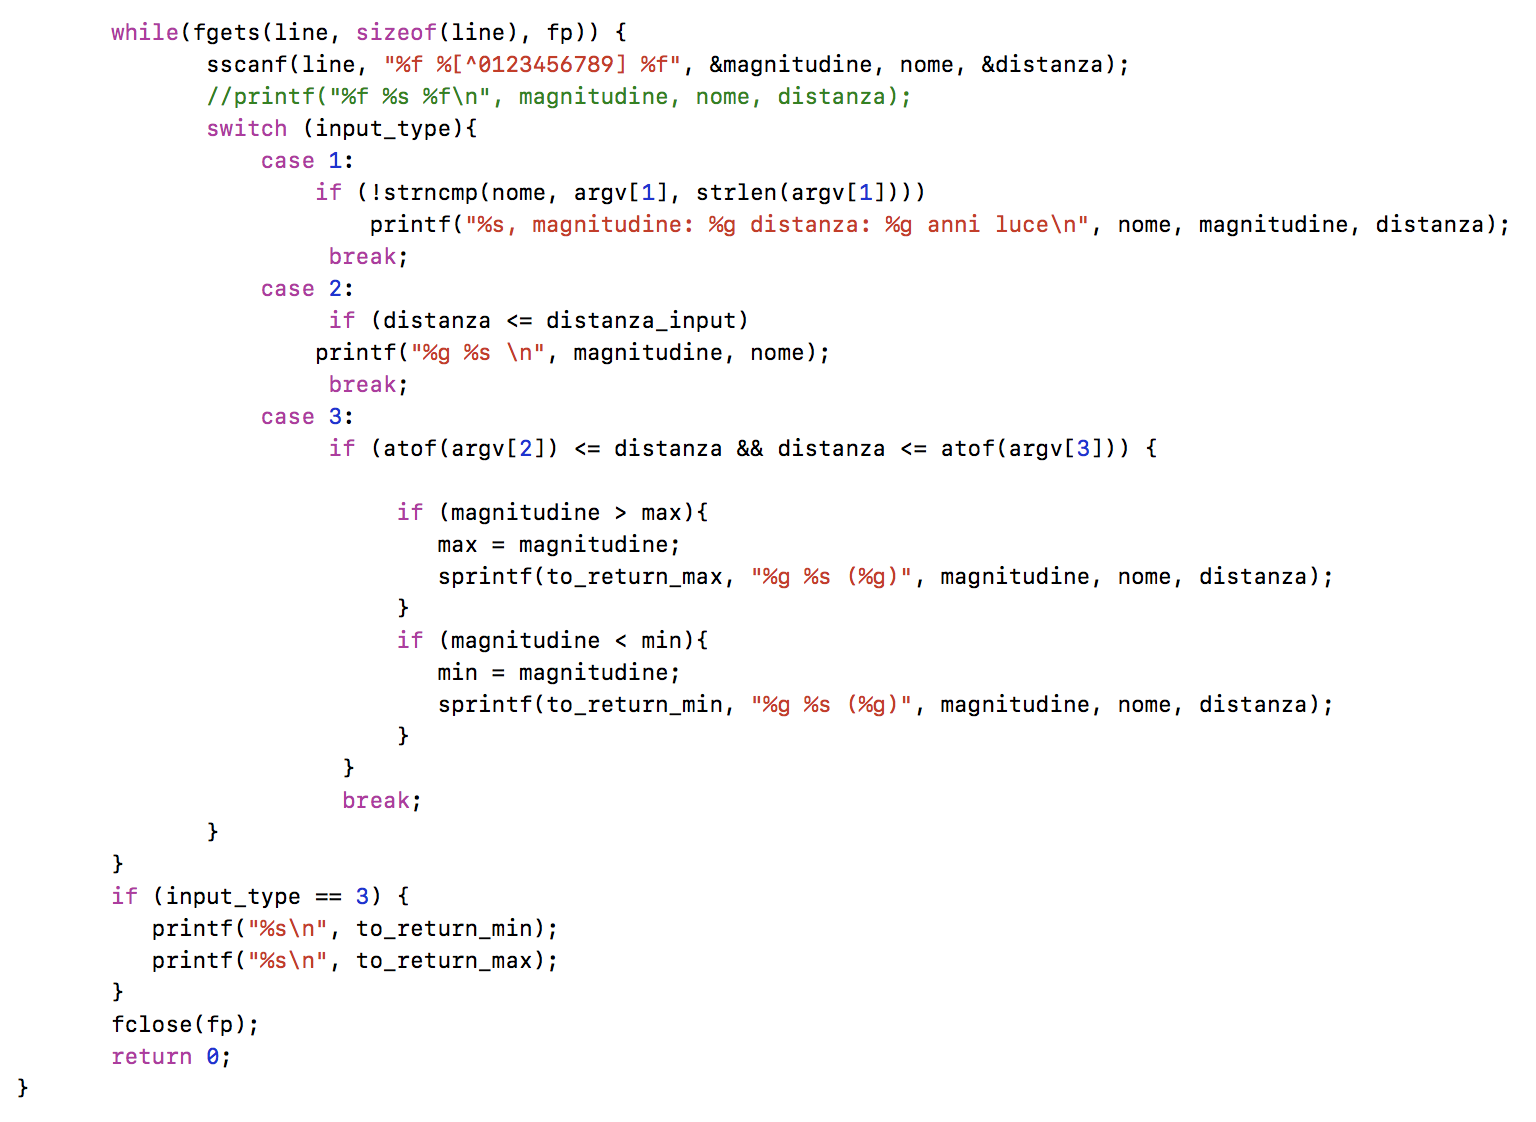 while(fgets(line, sizeof(line), fp)) {
sscanf(line, "%f %[^0123456789] %f", &magnitudine, nome, &distanza);
//printf("%f %s %f\n", magnitudine, nome, distanza);
switch (input_type){
case 1:
if (!strncmp(nome, argv[1], strlen(argv[1])))
printf("%s, magnitudine: %g distanza: %g anni luce\n", nome, magnitudine, distanza);
break;
case 2:
if (distanza <= distanza_input)
printf("%g %s \n", magnitudine, nome);
break;
case 3:
if (atof(argv[2]) <= distanza && distanza <= atof(argv[3])) {
if (magnitudine > max){
max = magnitudine;
sprintf(to_return_max, "%g %s (%g)", magnitudine, nome, distanza);
}
if (magnitudine < min){
min = magnitudine;
sprintf(to_return_min, "%g %s (%g)", magnitudine, nome, distanza);
}
}
break;
}
}
if (input_type == 3) {
printf("%s\n", to_return_min);
printf("%s\n", to_return_max);
}
fclose(fp);
return 0;
}